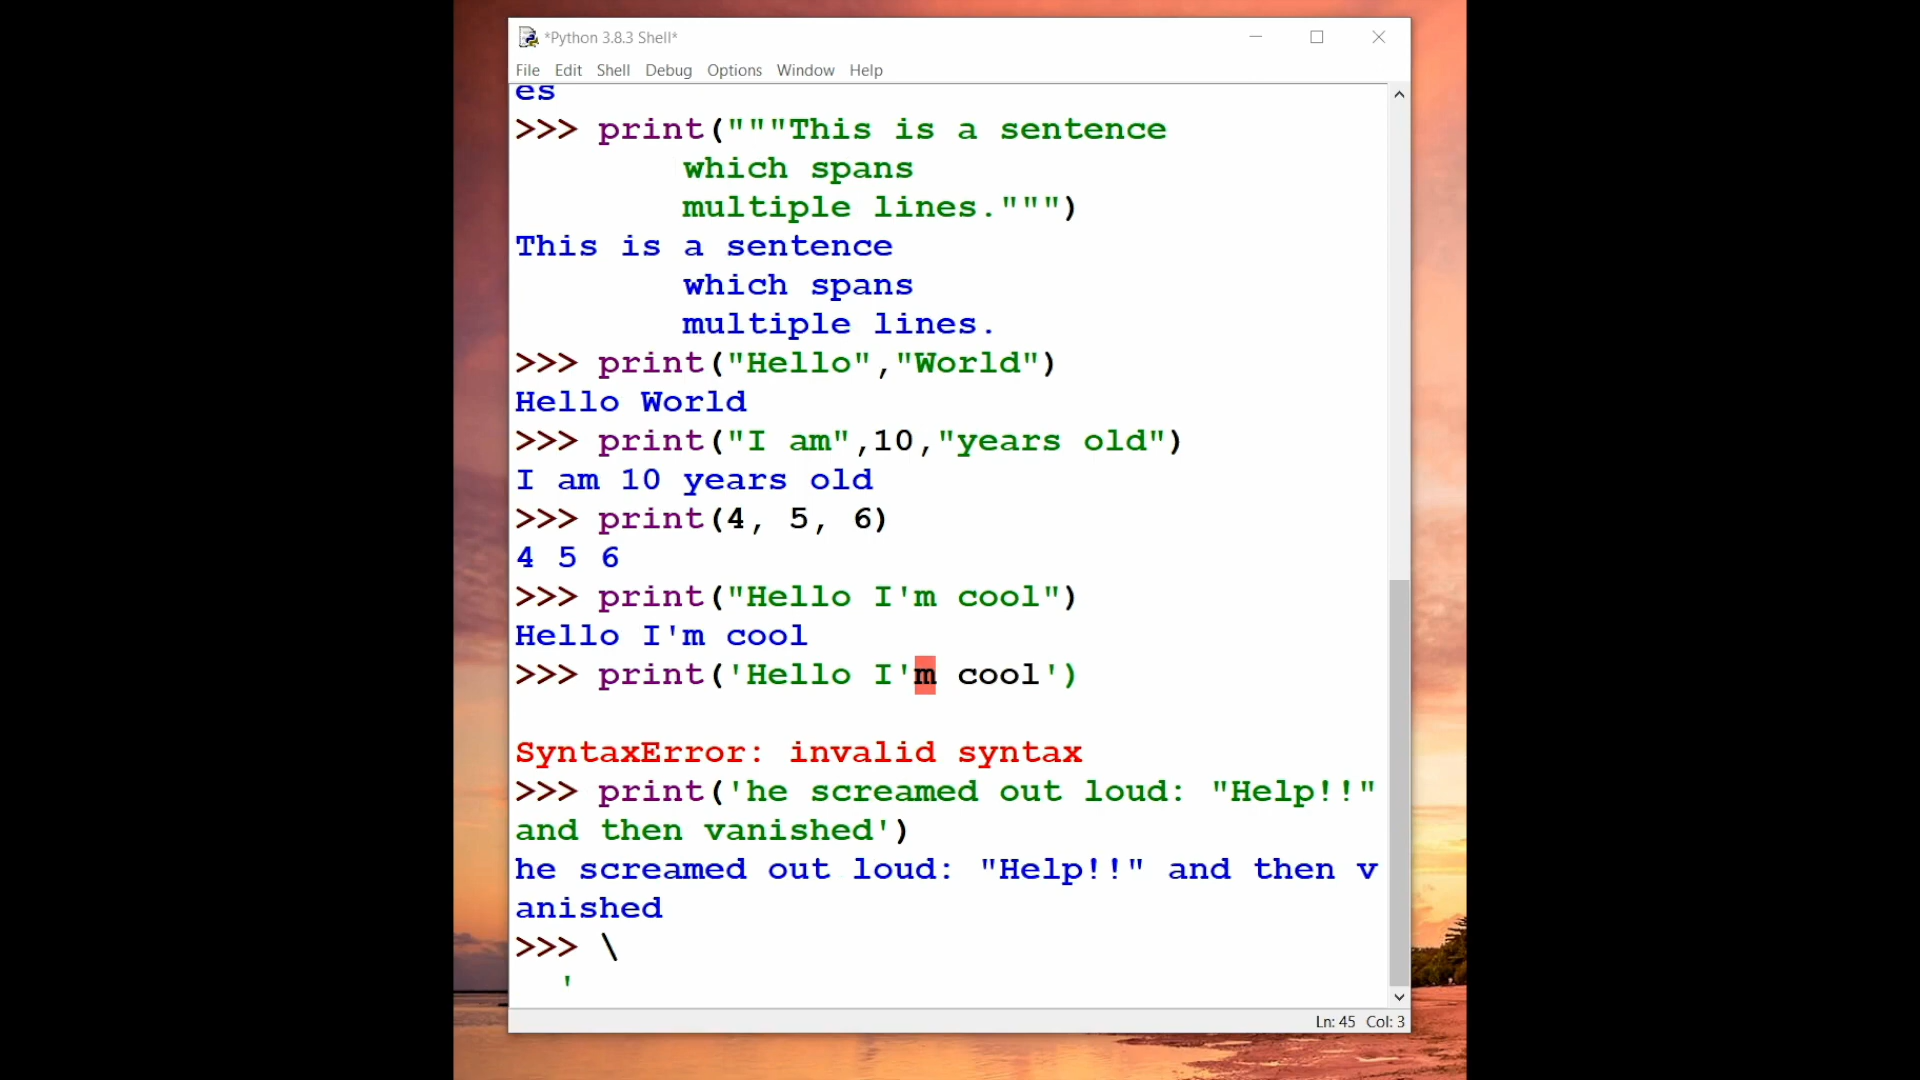 *Python 3.8.3 Shell*
File Edit Shell Debug Options Window Help
es
>>> print("""This is a sentence
        which spans
        multiple lines.""")
This is a sentence
        which spans
        multiple lines.
>>> print("Hello","World")
Hello World
>>> print("I am",10,"years old")
I am 10 years old
>>> print(4, 5, 6)
4 5 6
>>> print("Hello I'm cool")
Hello I'm cool
>>> print('Hello I'm cool')
SyntaxError: invalid syntax
>>> print('he screamed out loud: "Help!!"
and then vanished')
he screamed out loud: "Help!!" and then v
anished
>>> \
  '
Ln: 45 Col: 3